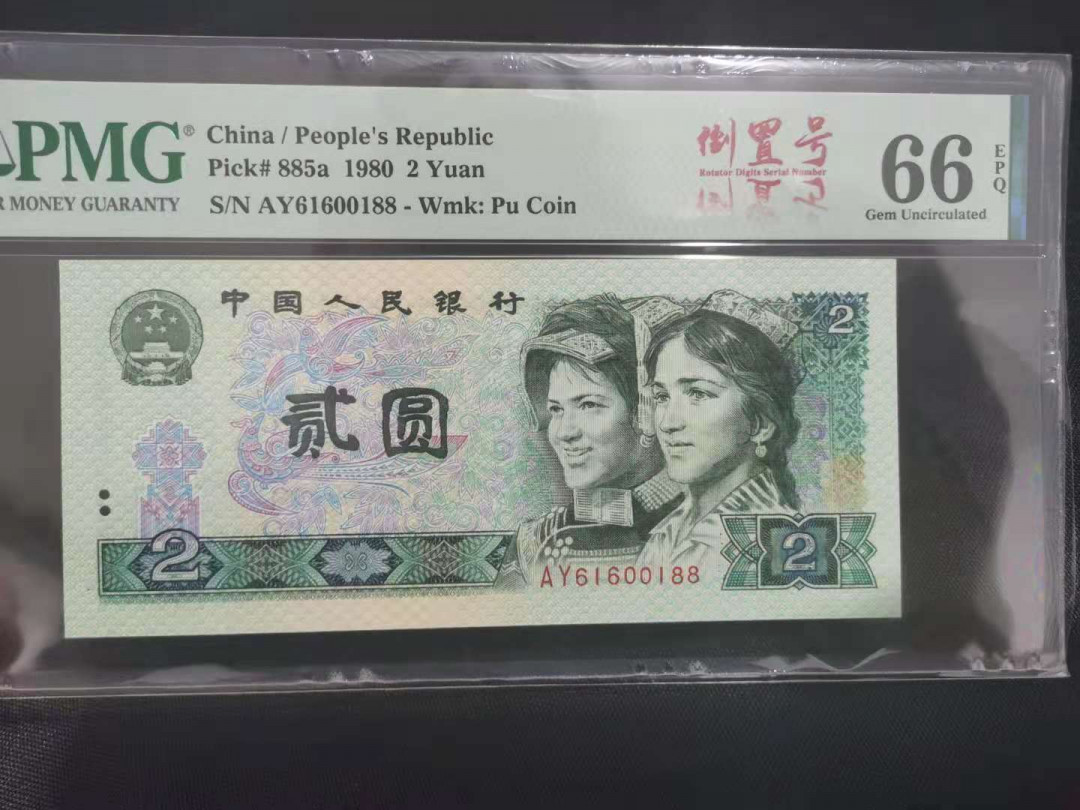 PMG®
R MONEY GUARANTY
China / People's Republic
Pick# 885a 1980 2 Yuan
S/N AY61600188 - Wmk: Pu Coin
倒置号
Rotator Digits Serial Number
66
EPQ
Gem Uncirculated
中国人民银行
2
贰圆
2
2
AY61600188